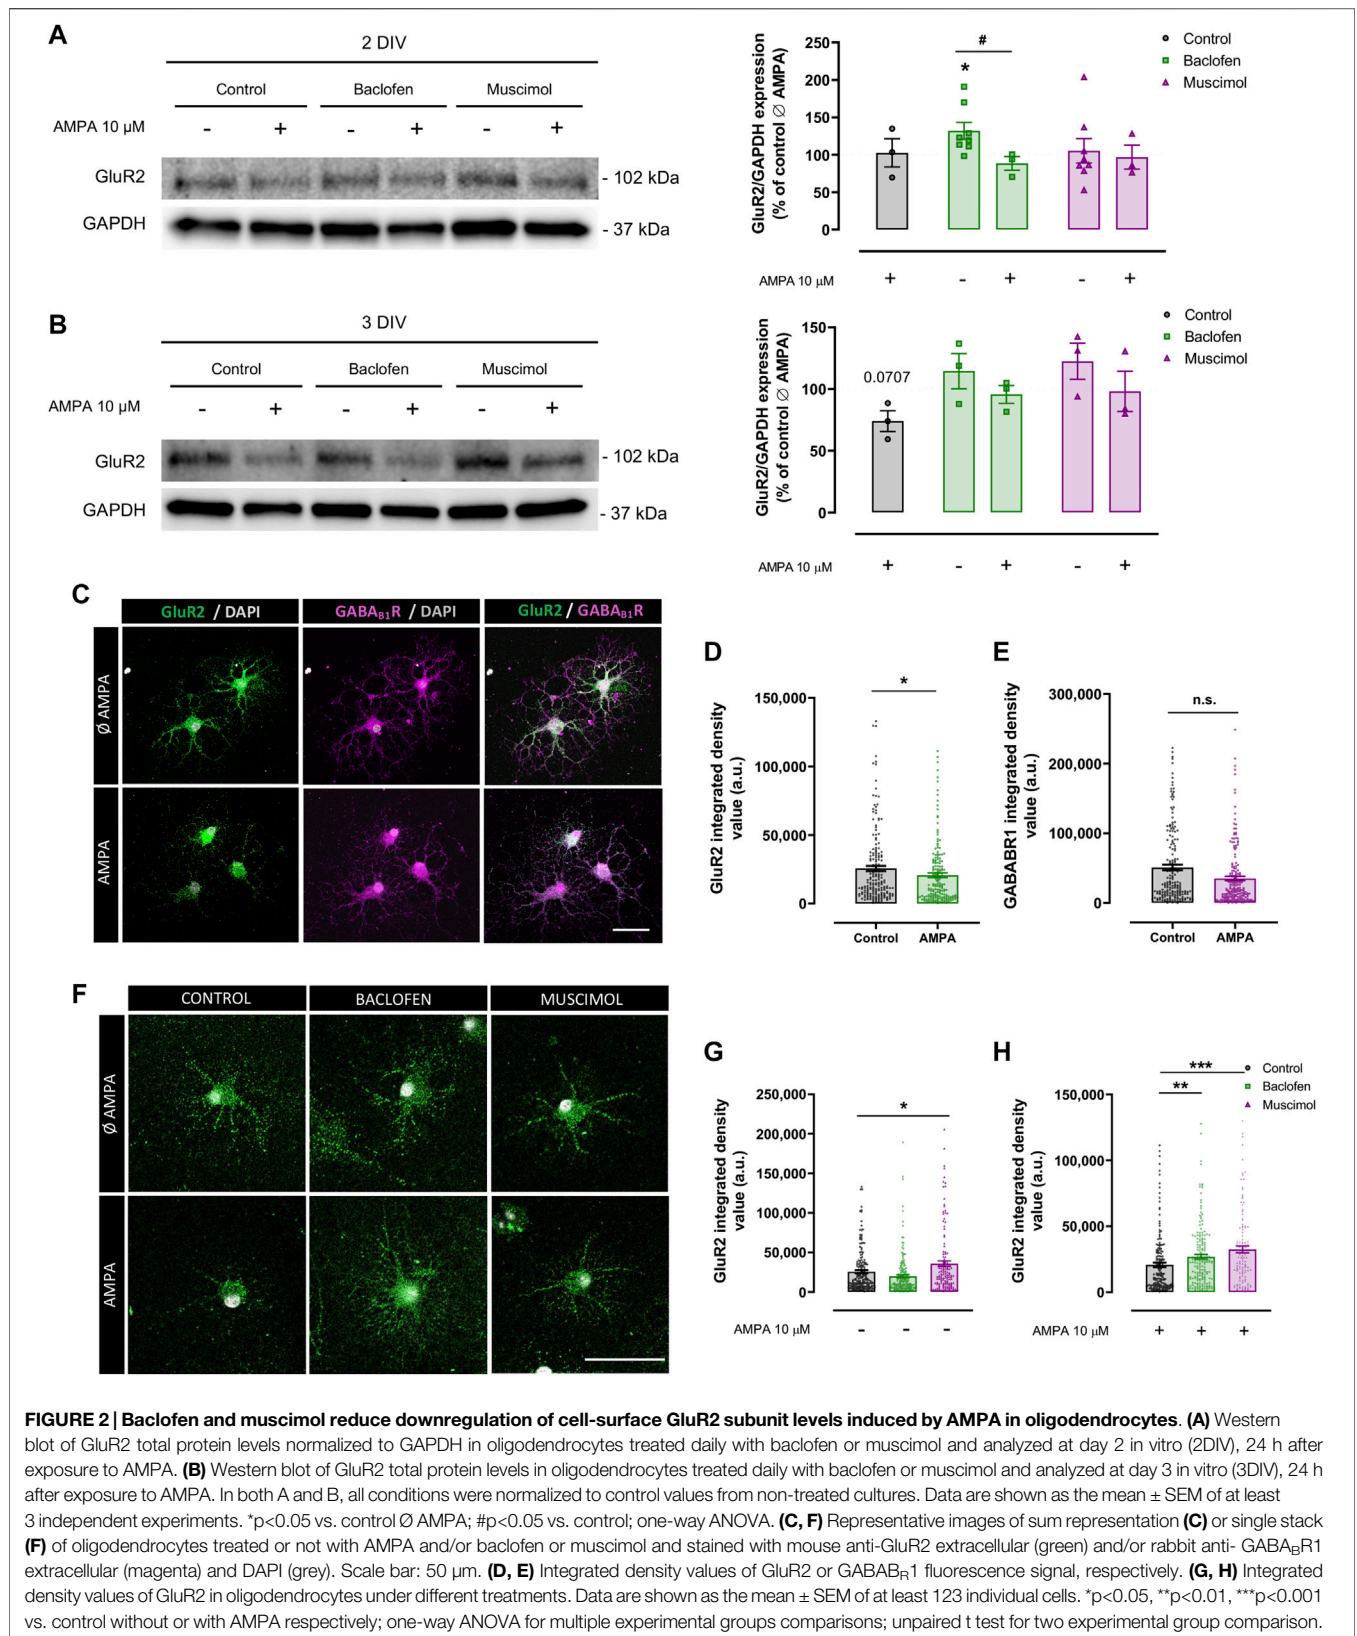 A
2 DIV
Control Baclofen Muscimol
AMPA 10 µM - + - + - +
GluR2 - 102 kDa
GAPDH - 37 kDa
GluR2/GAPDH expression
(% of control Ø AMPA)
250
200
150
100
50
0
#
*
Control
Baclofen
Muscimol
AMPA 10 µM + - + - +
B
3 DIV
Control Baclofen Muscimol
AMPA 10 µM - + - + - +
GluR2 - 102 kDa
GAPDH - 37 kDa
GluR2/GAPDH expression
(% of control Ø AMPA)
150
100
50
0
0.0707
Control
Baclofen
Muscimol
AMPA 10 µM + - + - +
C
GluR2 / DAPI GABAB1R / DAPI GluR2 / GABAB1R
Ø AMPA
AMPA
D
GluR2 integrated density
value (a.u.)
150,000
100,000
50,000
0
*
Control AMPA
E
GABABR1 integrated density
value (a.u.)
300,000
200,000
100,000
0
n.s.
Control AMPA
F
CONTROL BACLOFEN MUSCIMOL
Ø AMPA
AMPA
G
GluR2 integrated density
value (a.u.)
250,000
200,000
150,000
100,000
50,000
0
*
AMPA 10 µM - - -
H
GluR2 integrated density
value (a.u.)
150,000
100,000
50,000
0
***
**
Control
Baclofen
Muscimol
AMPA 10 µM + + +
FIGURE 2 | Baclofen and muscimol reduce downregulation of cell-surface GluR2 subunit levels induced by AMPA in oligodendrocytes. (A) Western
blot of GluR2 total protein levels normalized to GAPDH in oligodendrocytes treated daily with baclofen or muscimol and analyzed at day 2 in vitro (2DIV), 24 h after
exposure to AMPA. (B) Western blot of GluR2 total protein levels in oligodendrocytes treated daily with baclofen or muscimol and analyzed at day 3 in vitro (3DIV), 24 h
after exposure to AMPA. In both A and B, all conditions were normalized to control values from non-treated cultures. Data are shown as the mean ± SEM of at least
3 independent experiments. *p<0.05 vs. control Ø AMPA; #p<0.05 vs. control; one-way ANOVA. (C, F) Representative images of sum representation (C) or single stack
(F) of oligodendrocytes treated or not with AMPA and/or baclofen or muscimol and stained with mouse anti-GluR2 extracellular (green) and/or rabbit anti- GABABR1
extracellular (magenta) and DAPI (grey). Scale bar: 50 µm. (D, E) Integrated density values of GluR2 or GABABR1 fluorescence signal, respectively. (G, H) Integrated
density values of GluR2 in oligodendrocytes under different treatments. Data are shown as the mean ± SEM of at least 123 individual cells. *p<0.05, **p<0.01, ***p<0.001
vs. control without or with AMPA respectively; one-way ANOVA for multiple experimental groups comparisons; unpaired t test for two experimental group comparison.